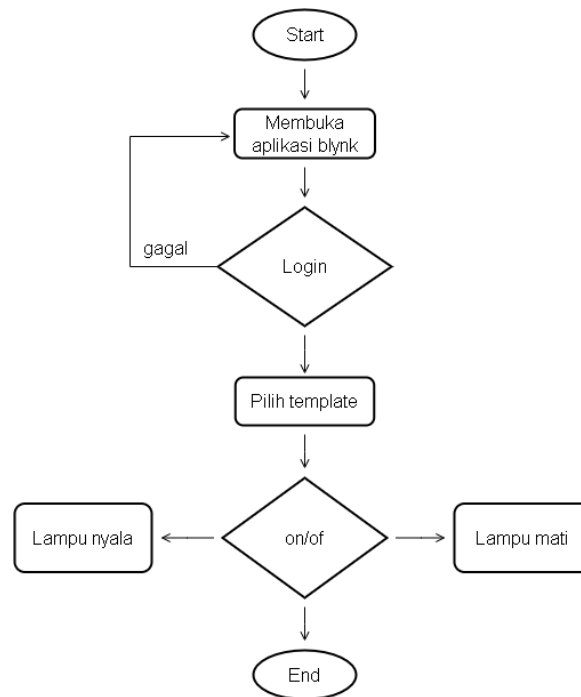 Start
Membuka
aplikasi blynk
gagal
Login
Pilih template
Lampu nyala
on/of
Lampu mati
End